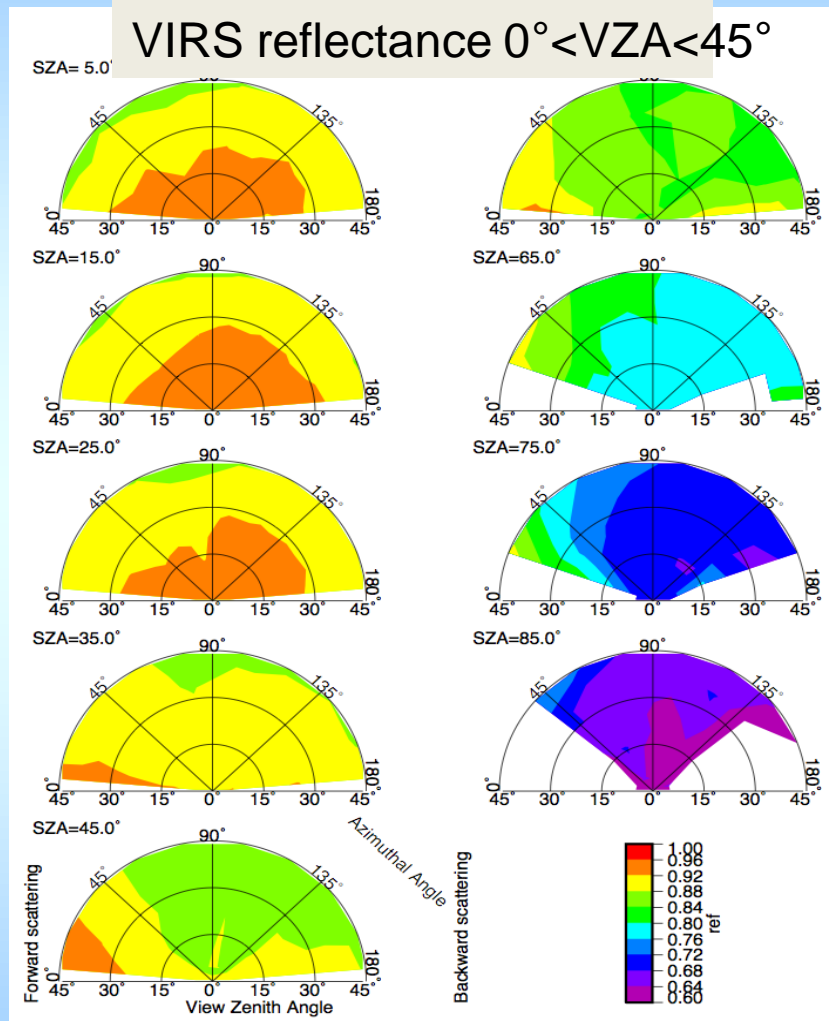 VIRS reflectance 0°<VZA<45°
SZA= 5.0°
45° 135°
0° 180°
45° 30° 15° 0° 15° 30° 45°
45° 135°
0° 180°
45° 30° 15° 0° 15° 30° 45°
SZA=15.0°
90°
45° 135°
0° 180°
45° 30° 15° 0° 15° 30° 45°
SZA=65.0°
90°
45° 135°
0° 180°
45° 30° 15° 0° 15° 30° 45°
SZA=25.0°
90°
45° 135°
0° 180°
45° 30° 15° 0° 15° 30° 45°
SZA=75.0°
90°
45° 135°
0° 180°
45° 30° 15° 0° 15° 30° 45°
SZA=35.0°
90°
45° 135°
0° 180°
45° 30° 15° 0° 15° 30° 45°
SZA=85.0°
90°
45° 135°
0° 180°
45° 30° 15° 0° 15° 30° 45°
SZA=45.0°
90°
45° 135°
0° 180°
45° 30° 15° 0° 15° 30° 45°
View Zenith Angle
Forward scattering
Azimuthal Angle
Backward scattering
1.00
0.96
0.92
0.88
0.84
0.80
0.76
0.72
0.68
0.64
0.60
ref